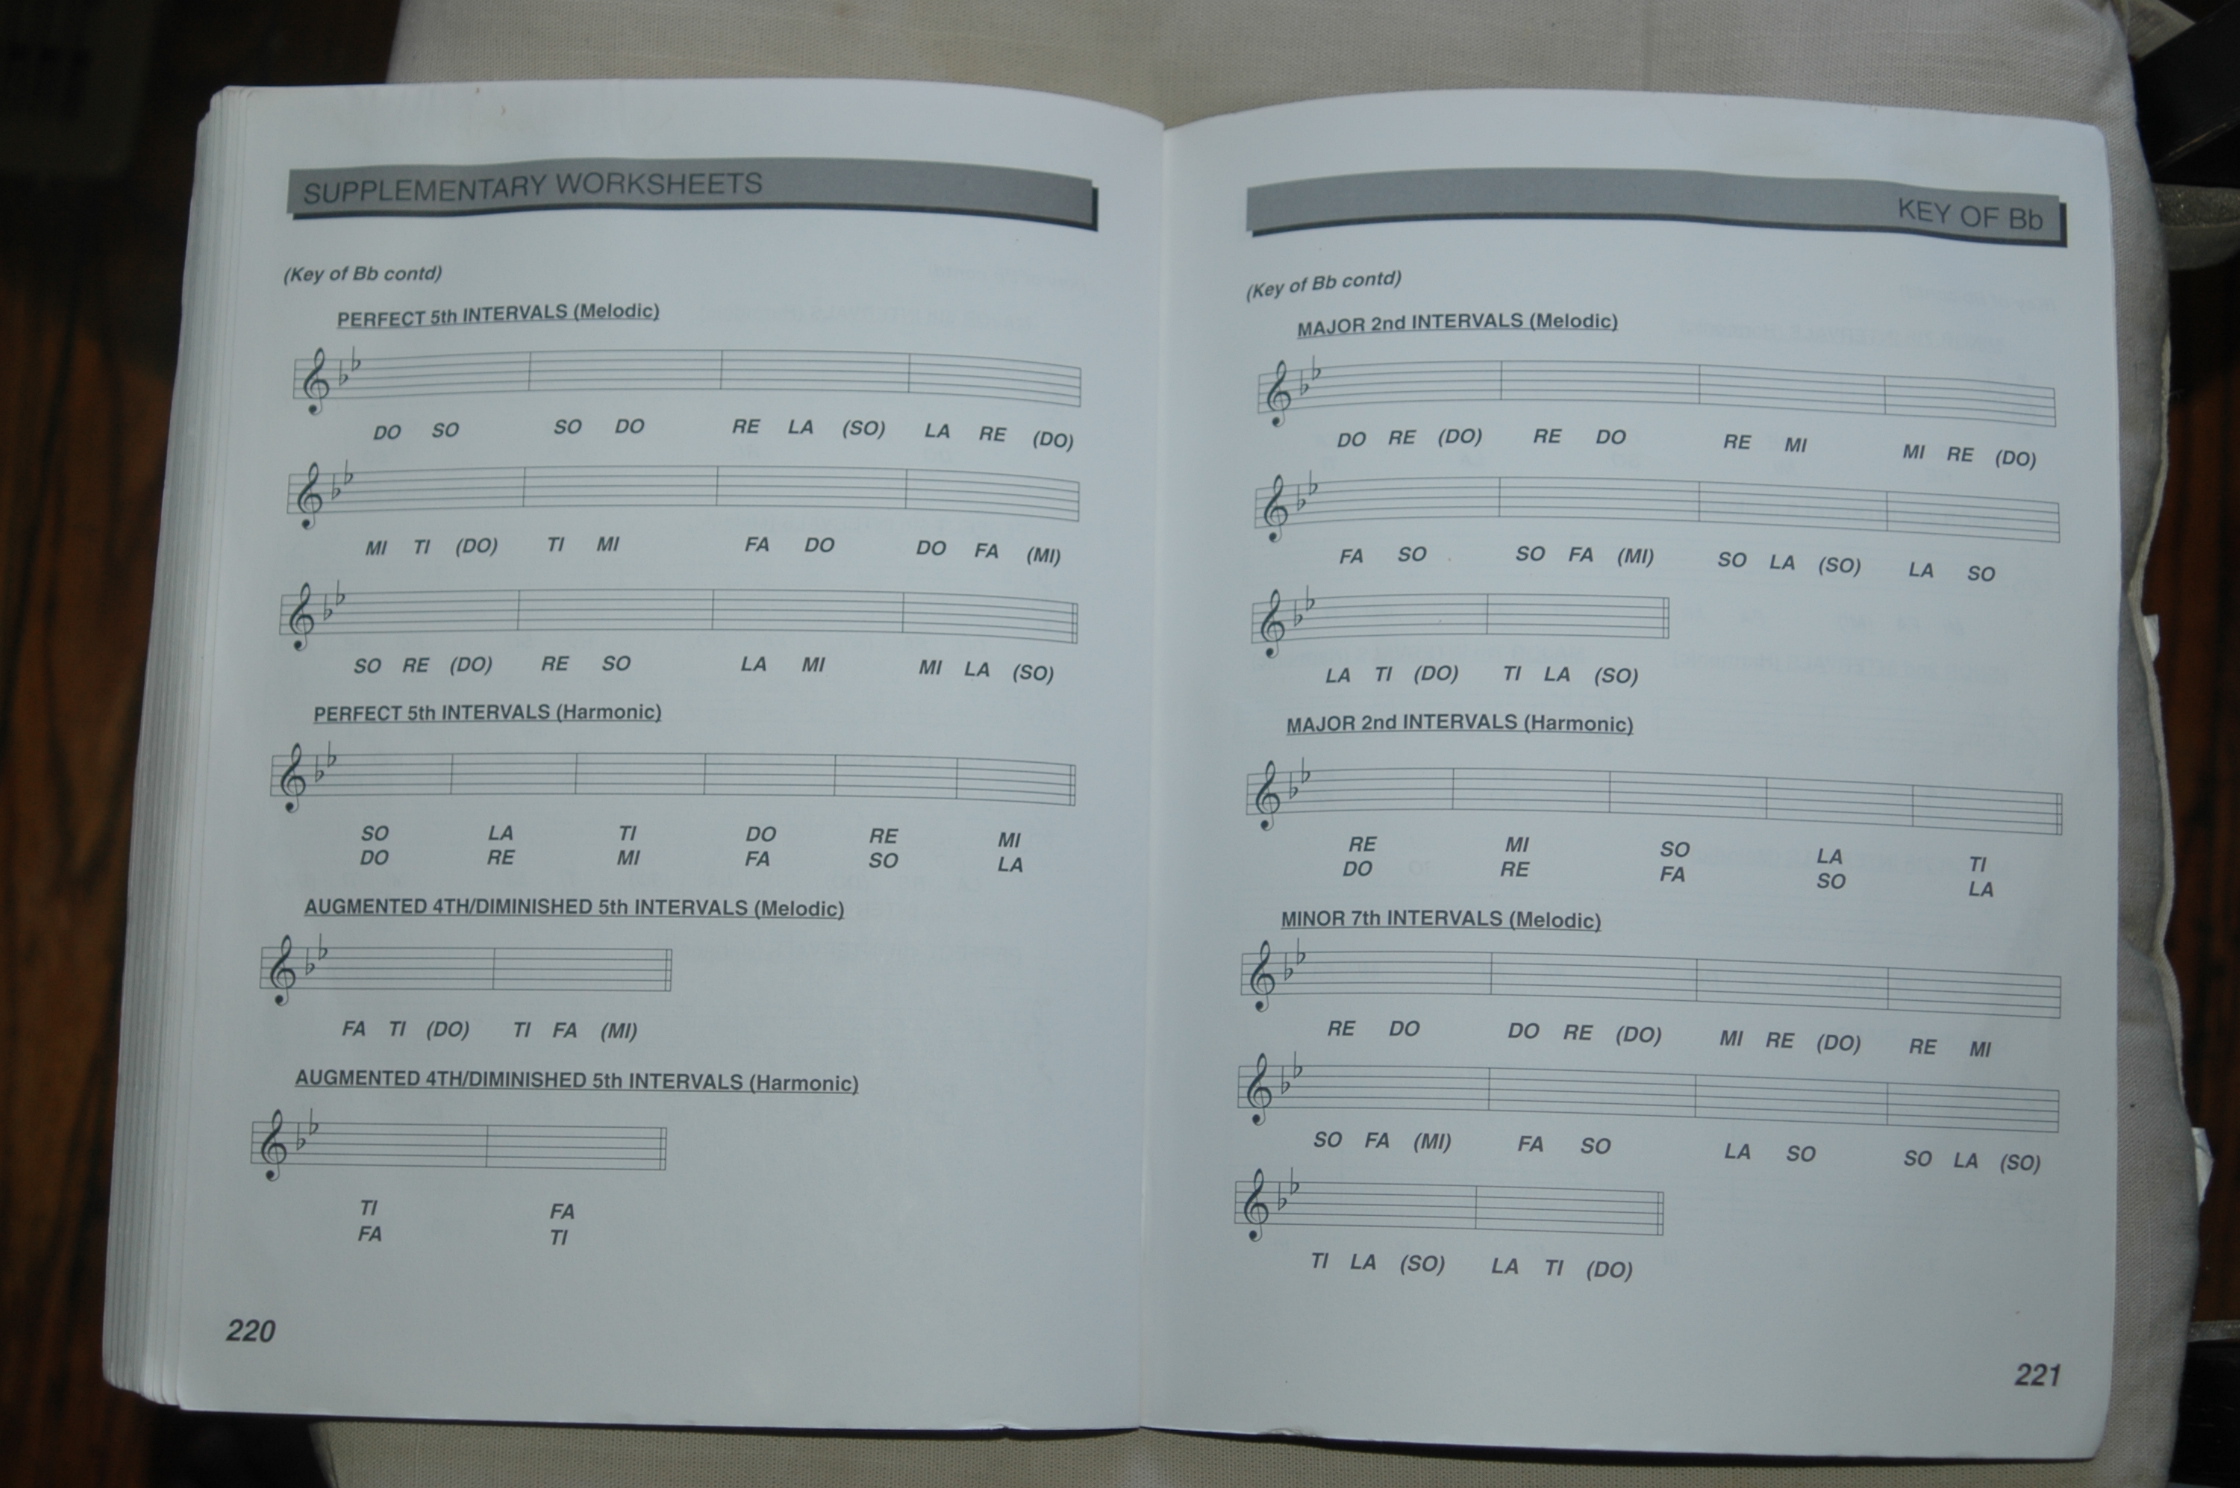 SUPPLEMENTARY WORKSHEETS
(Key of Bb contd)
PERFECT 5th INTERVALS (Melodic)
DO SO SO DO RE LA (SO) LA RE (DO)
MI TI (DO) TI MI FA DO DO FA (MI)
SO RE (DO) RE SO LA MI MI LA (SO)
PERFECT 5th INTERVALS (Harmonic)
SO LA TI DO RE MI
DO RE MI FA SO LA
AUGMENTED 4TH/DIMINISHED 5th INTERVALS (Melodic)
FA TI (DO) TI FA (MI)
AUGMENTED 4TH/DIMINISHED 5th INTERVALS (Harmonic)
TI FA
FA TI
220
KEY OF Bb
(Key of Bb contd)
MAJOR 2nd INTERVALS (Melodic)
DO RE (DO) RE DO RE MI MI RE (DO)
FA SO SO FA (MI) SO LA (SO) LA SO
LA TI (DO) TI LA (SO)
MAJOR 2nd INTERVALS (Harmonic)
RE MI SO LA TI
DO RE FA SO LA
MINOR 7th INTERVALS (Melodic)
RE DO DO RE (DO) MI RE (DO) RE MI
SO FA (MI) FA SO LA SO SO LA (SO)
TI LA (SO) LA TI (DO)
221